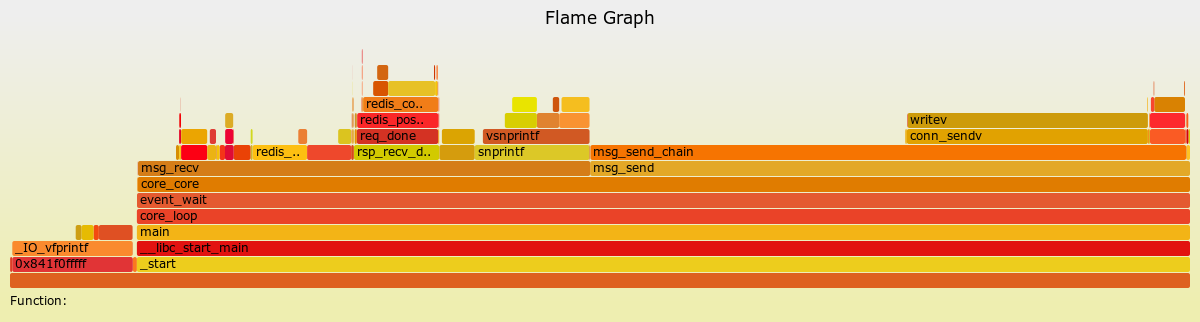 Flame Graph
redis_co..
redis_pos..
writev
req_done
vsnprintf
conn_sendv
redis_..
rsp_recv_d..
snprintf
msg_send_chain
msg_recv
msg_send
core_core
event_wait
core_loop
main
_IO_vfprintf
__libc_start_main
0x841f0fffff
_start
Function: